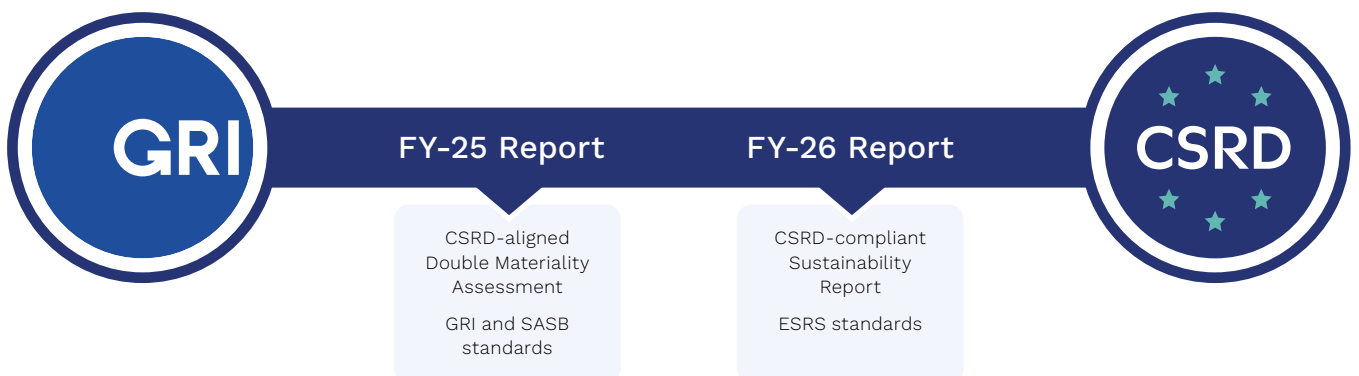 GRI
FY-25 Report
CSRD-aligned
Double Materiality
Assessment
GRI and SASB
standards
FY-26 Report
CSRD-compliant
Sustainability
Report
ESRS standards
CSRD